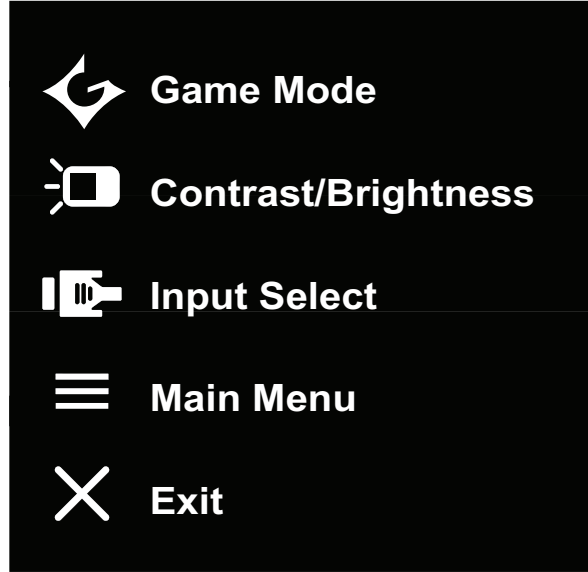 Game Mode
Contrast/Brightness
Input Select
Main Menu
Exit